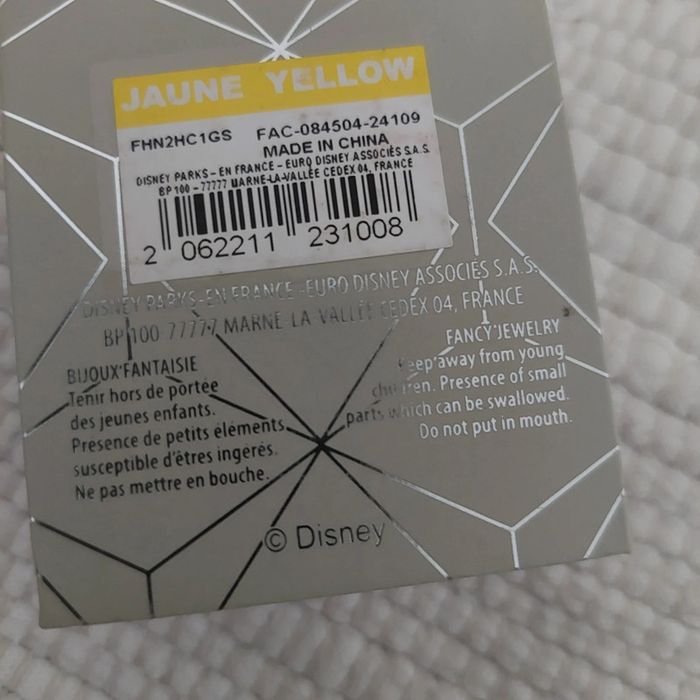 JAUNE YELLOW
FHN2HC1GS FAC-084504-24109
MADE IN CHINA
DISNEY PARKS - EN FRANCE - EURO DISNEY ASSOCIÉS S.A.S.
BP 100 - 77777 MARNE-LA-VALLÉE CEDEX 04, FRANCE
2 062211 231008
DISNEY PARKS-EN FRANCE -EURO DISNEY ASSOCIÉS S.A.S.
BP 100 77777 MARNE LA VALLÉE CEDEX 04, FRANCE
BIJOUX FANTAISIE
Tenir hors de portée
des jeunes enfants.
Presence de petits éléments
susceptible d'êtres ingerés.
Ne pas mettre en bouche.
FANCY JEWELRY
Keep away from young
children. Presence of small
parts which can be swallowed.
Do not put in mouth.
© Disney